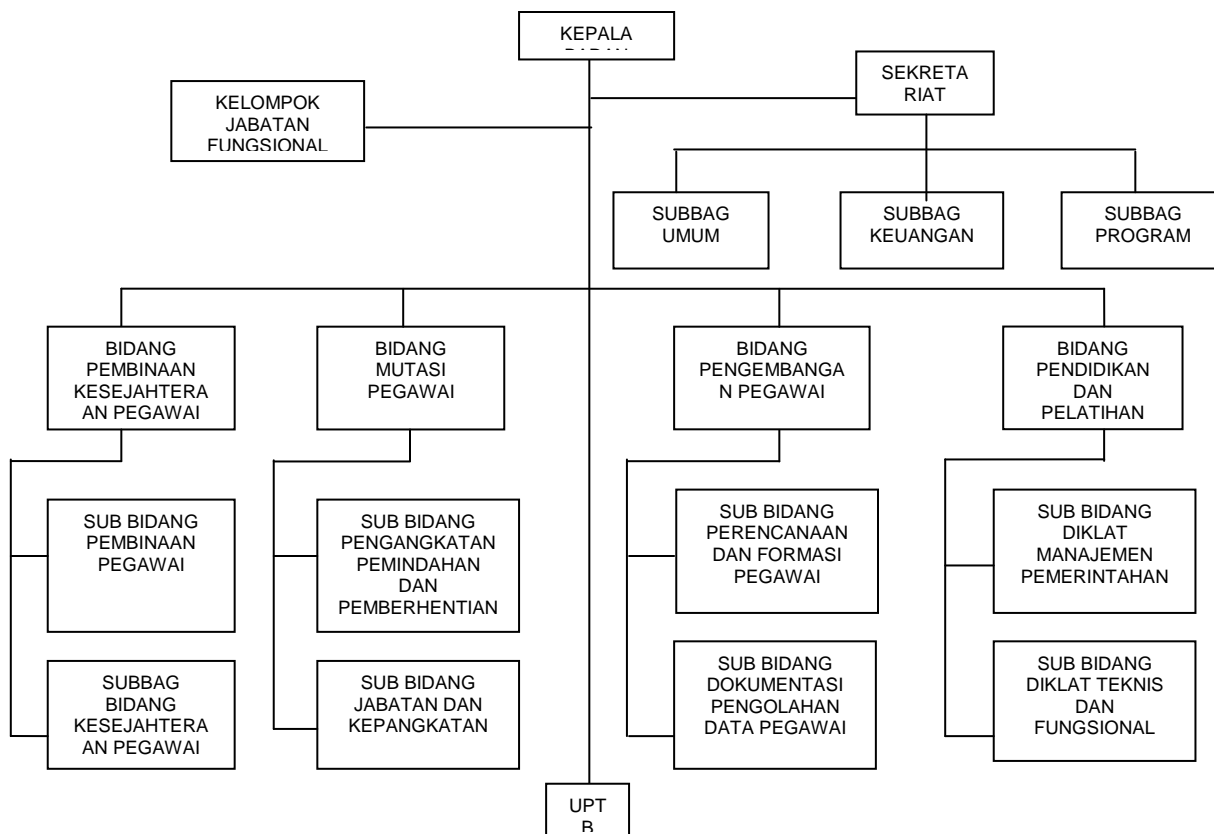 KEPALA
SEKRETA
RIAT
KELOMPOK
JABATAN
FUNGSIONAL
SUBBAG
UMUM
SUBBAG
KEUANGAN
SUBBAG
PROGRAM
BIDANG
PEMBINAAN
KESEJAHTERA
AN PEGAWAI
BIDANG
MUTASI
PEGAWAI
BIDANG
PENGEMBANGA
N PEGAWAI
BIDANG
PENDIDIKAN
DAN
PELATIHAN
SUB BIDANG
PEMBINAAN
PEGAWAI
SUB BIDANG
PENGANGKATAN
PEMINDAHAN
DAN
PEMBERHENTIAN
SUB BIDANG
PERENCANAAN
DAN FORMASI
PEGAWAI
SUB BIDANG
DIKLAT
MANAJEMEN
PEMERINTAHAN
SUBBAG
BIDANG
KESEJAHTERA
AN PEGAWAI
SUB BIDANG
JABATAN DAN
KEPANGKATAN
SUB BIDANG
DOKUMENTASI
PENGOLAHAN
DATA PEGAWAI
SUB BIDANG
DIKLAT TEKNIS
DAN
FUNGSIONAL
UPT
B